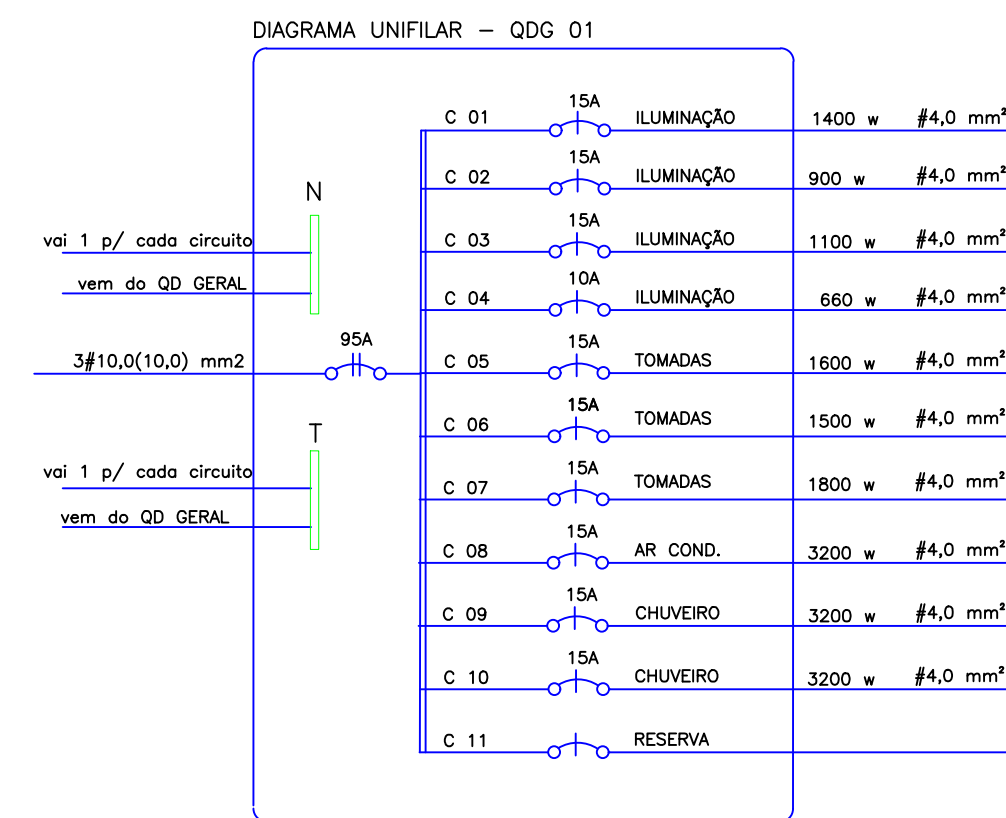 DIAGRAMA UNIFILAR – QDG 01
C 01 15A ILUMINAÇÃO 1400 w #4,0 mm²
C 02 15A ILUMINAÇÃO 900 w #4,0 mm²
N
C 03 15A ILUMINAÇÃO 1100 w #4,0 mm²
vai 1 p/ cada circuito
vem do QD GERAL
C 04 10A ILUMINAÇÃO 660 w #4,0 mm²
95A
3#10,0(10,0) mm2
C 05 15A TOMADAS 1600 w #4,0 mm²
C 06 15A TOMADAS 1500 w #4,0 mm²
T
vai 1 p/ cada circuito
C 07 15A TOMADAS 1800 w #4,0 mm²
vem do QD GERAL
C 08 15A AR COND. 3200 w #4,0 mm²
C 09 15A CHUVEIRO 3200 w #4,0 mm²
C 10 15A CHUVEIRO 3200 w #4,0 mm²
C 11 RESERVA